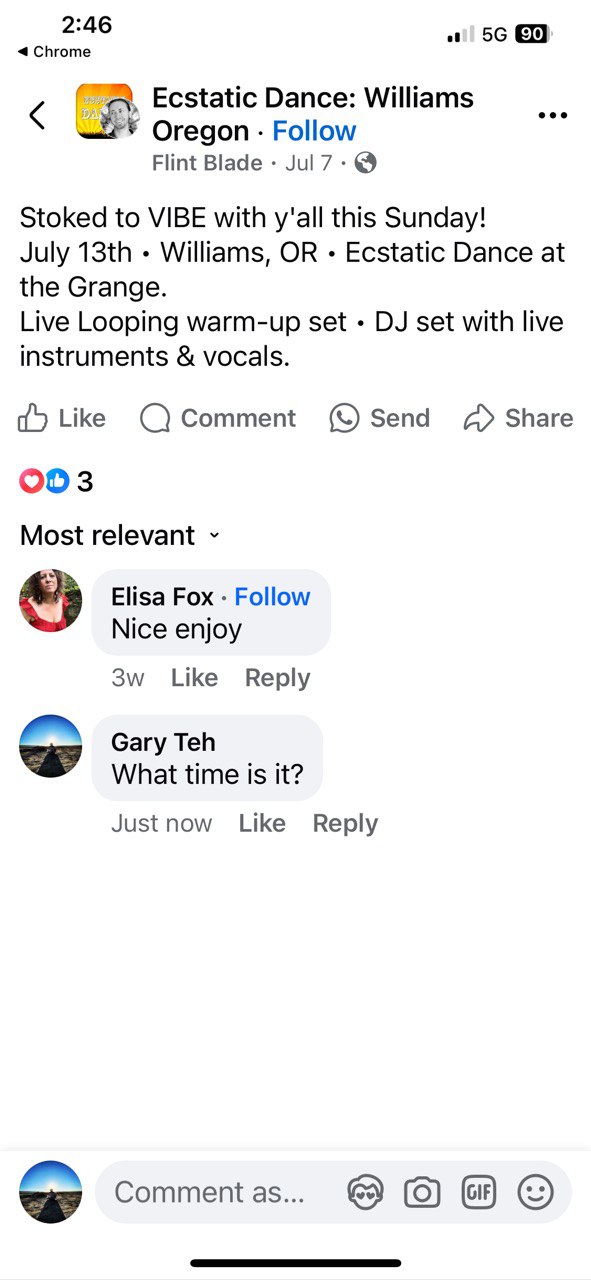 2:46
5G 90
◀ Chrome
Ecstatic Dance: Williams
Oregon · Follow
Flint Blade · Jul 7 ·
Stoked to VIBE with y'all this Sunday!
July 13th • Williams, OR • Ecstatic Dance at
the Grange.
Live Looping warm-up set • DJ set with live
instruments & vocals.
Like Comment Send Share
3
Most relevant
Elisa Fox · Follow
Nice enjoy
3w Like Reply
Gary Teh
What time is it?
Just now Like Reply
Comment as... GIF